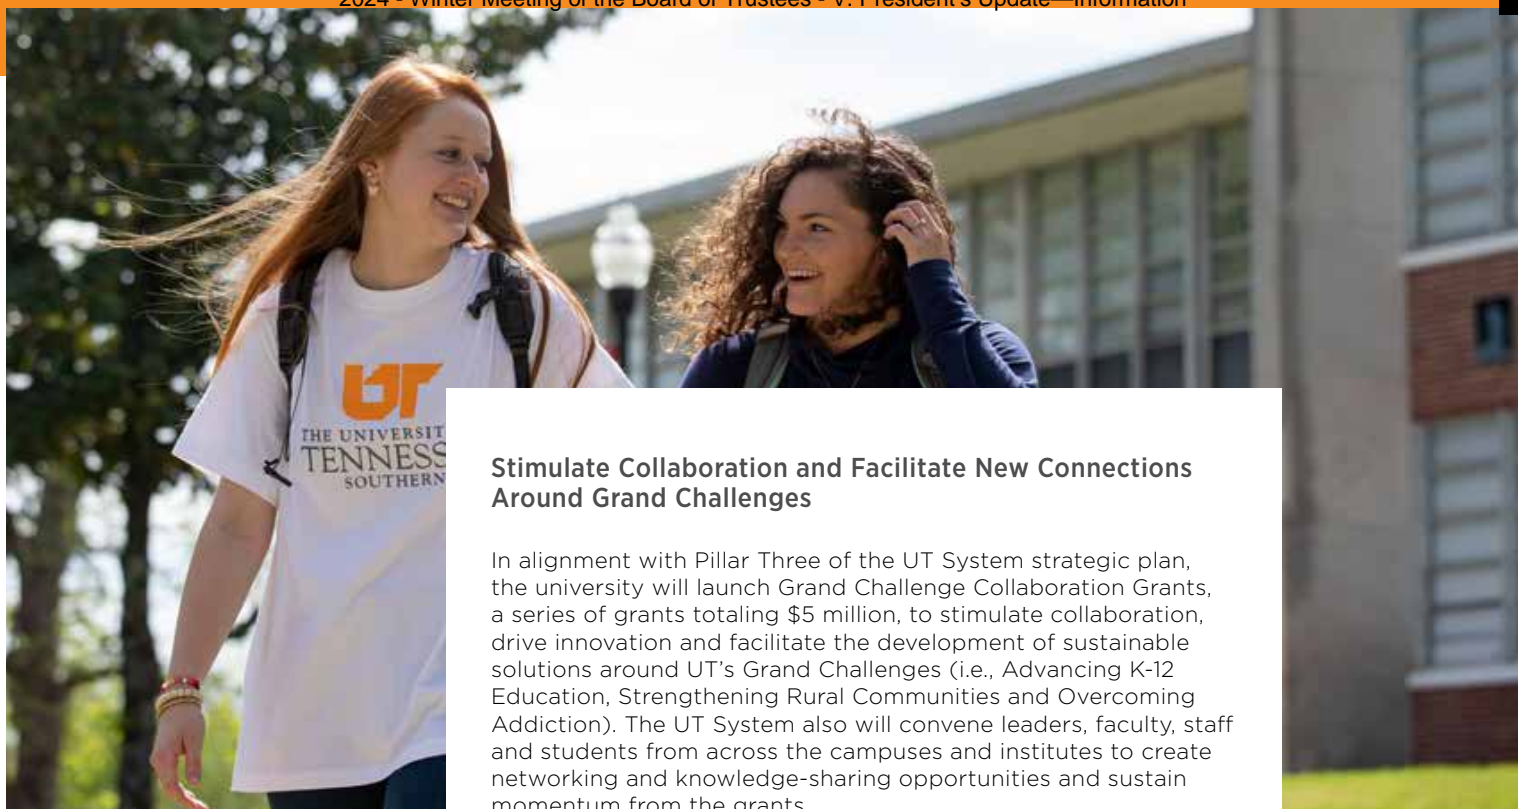 2024 - Winter Meeting of the Board of Trustees - V. President's Update—Information
UT
THE UNIVERSIT
TENNESS
SOUTHERN
Stimulate Collaboration and Facilitate New Connections
Around Grand Challenges
In alignment with Pillar Three of the UT System strategic plan,
the university will launch Grand Challenge Collaboration Grants,
a series of grants totaling $5 million, to stimulate collaboration,
drive innovation and facilitate the development of sustainable
solutions around UT's Grand Challenges (i.e., Advancing K-12
Education, Strengthening Rural Communities and Overcoming
Addiction). The UT System also will convene leaders, faculty, staff
and students from across the campuses and institutes to create
networking and knowledge-sharing opportunities and sustain
momentum from the grants.